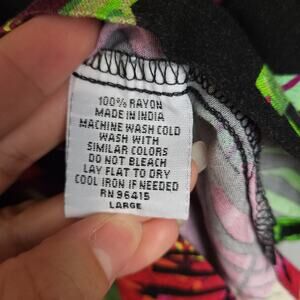 100% RAYON
MADE IN INDIA
MACHINE WASH COLD
WASH WITH
SIMILAR COLORS
DO NOT BLEACH
LAY FLAT TO DRY
COOL IRON IF NEEDED
RN 96415
LARGE